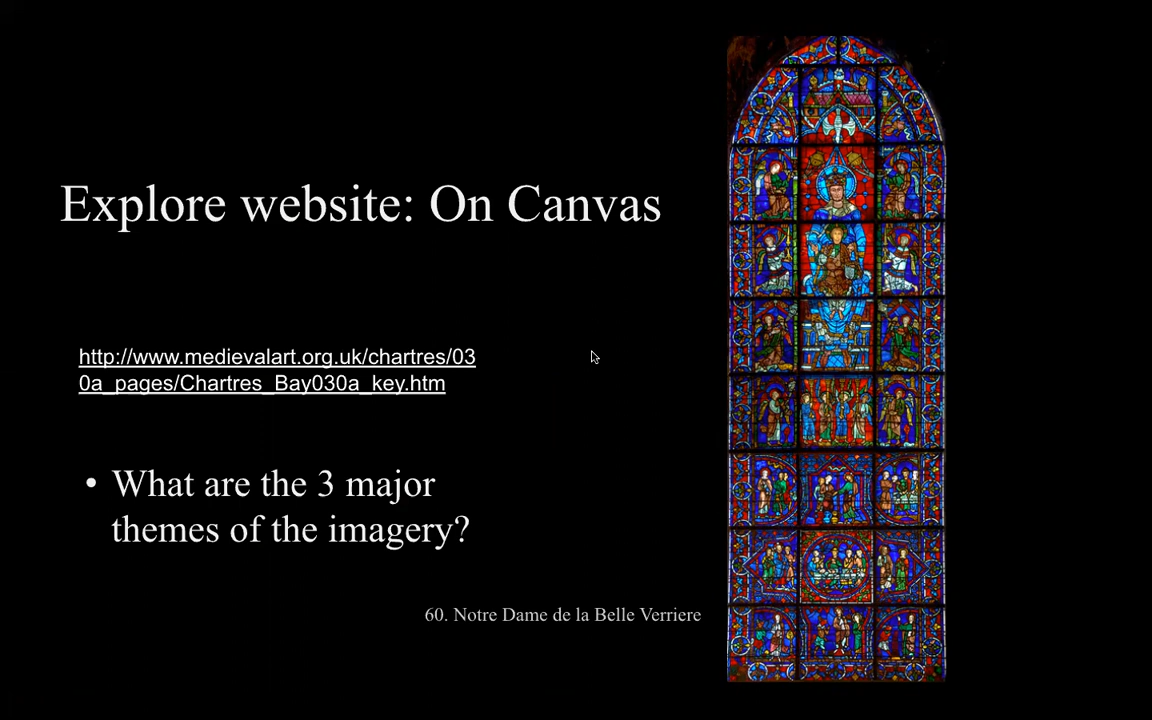 Explore website: On Canvas
http://www.medievalart.org.uk/chartres/03
0a_pages/Chartres_Bay030a_key.htm
• What are the 3 major
themes of the imagery?
60. Notre Dame de la Belle Verriere